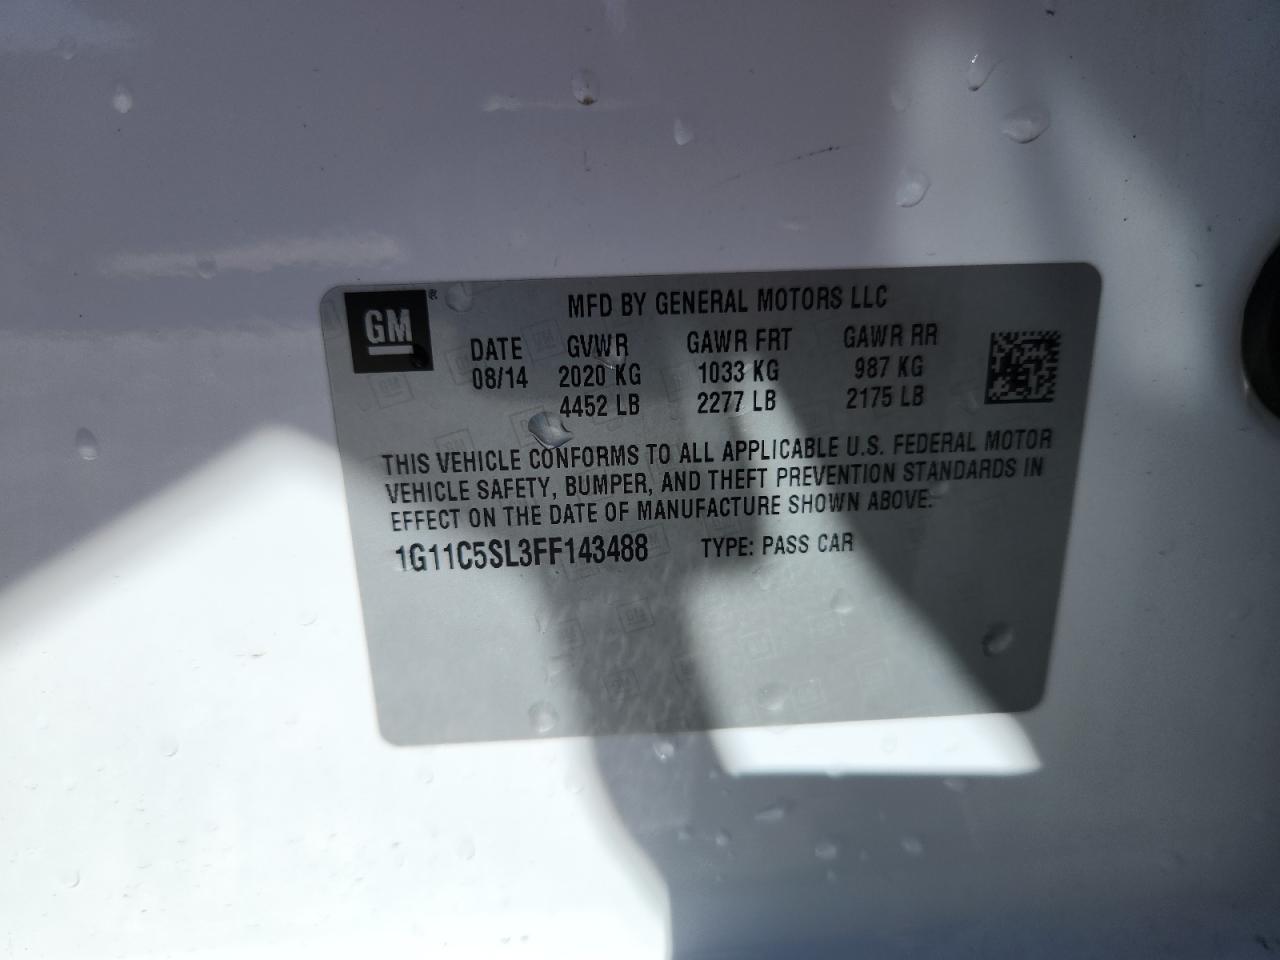 GM®
MFD BY GENERAL MOTORS LLC
DATE GVWR GAWR FRT GAWR RR
08/14 2020 KG 1033 KG 987 KG
4452 LB 2277 LB 2175 LB
THIS VEHICLE CONFORMS TO ALL APPLICABLE U.S. FEDERAL MOTOR
VEHICLE SAFETY, BUMPER, AND THEFT PREVENTION STANDARDS IN
EFFECT ON THE DATE OF MANUFACTURE SHOWN ABOVE.
1G11C5SL3FF143488 TYPE: PASS CAR